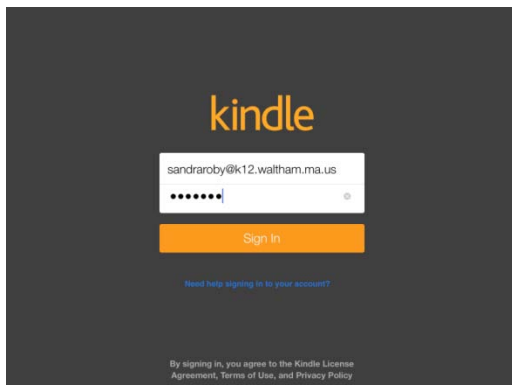 kindle
sandraroby@k12.waltham.ma.us
•••••••
Sign In
Need help signing in to your account?
By signing in, you agree to the Kindle License
Agreement, Terms of Use, and Privacy Policy